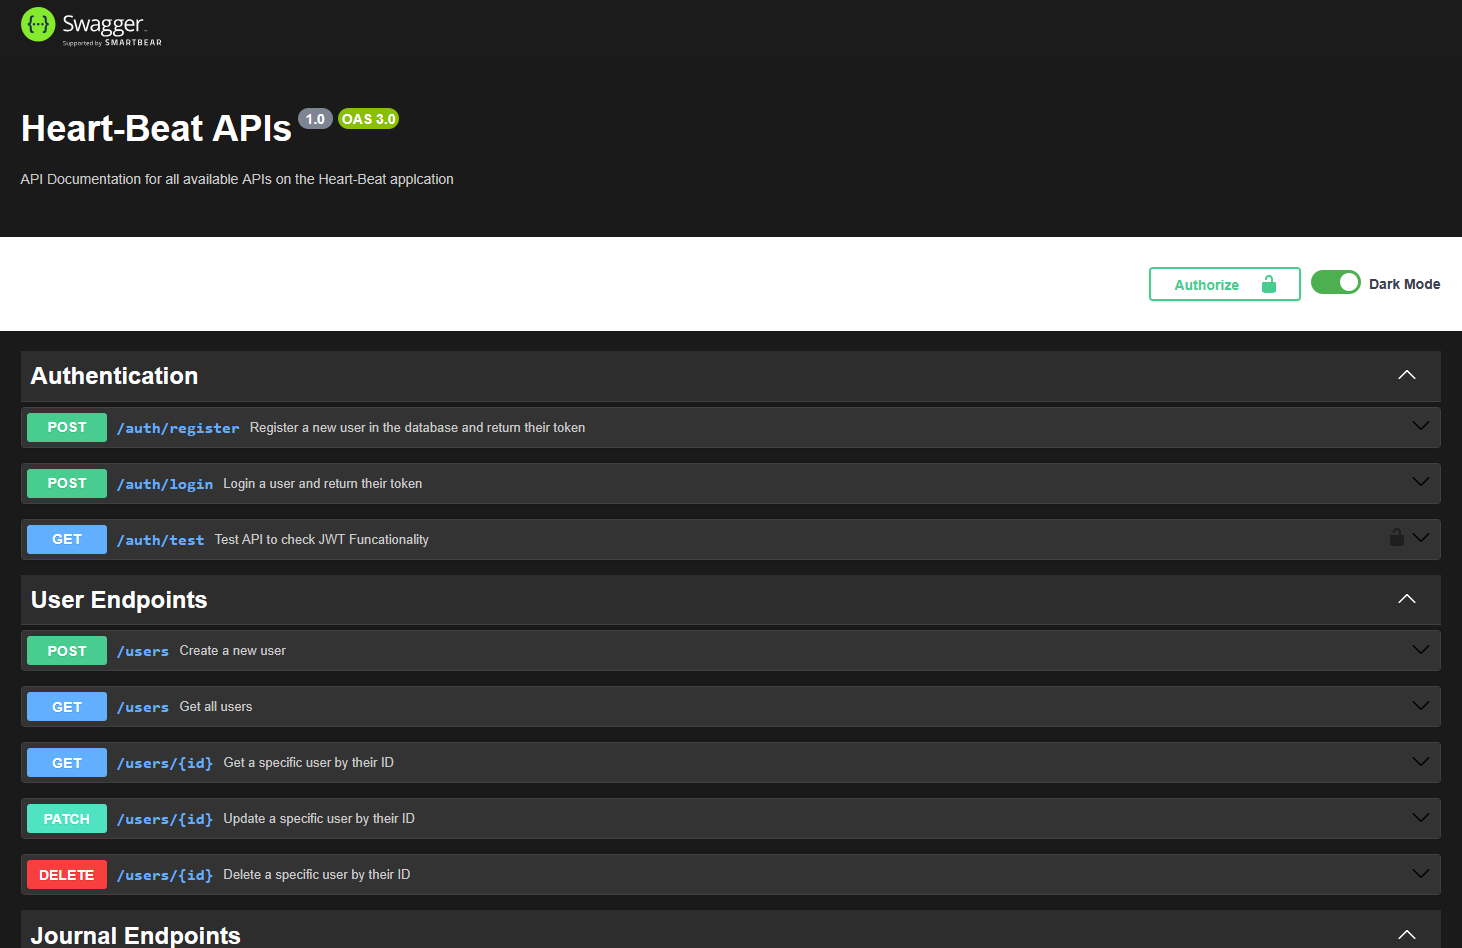 Swagger
Supported by SMARTBEAR
Heart-Beat APIs 1.0 OAS 3.0
API Documentation for all available APIs on the Heart-Beat applcation
Authorize Dark Mode
Authentication
POST /auth/register Register a new user in the database and return their token
POST /auth/login Login a user and return their token
GET /auth/test Test API to check JWT Funcationality
User Endpoints
POST /users Create a new user
GET /users Get all users
GET /users/{id} Get a specific user by their ID
PATCH /users/{id} Update a specific user by their ID
DELETE /users/{id} Delete a specific user by their ID
Journal Endpoints